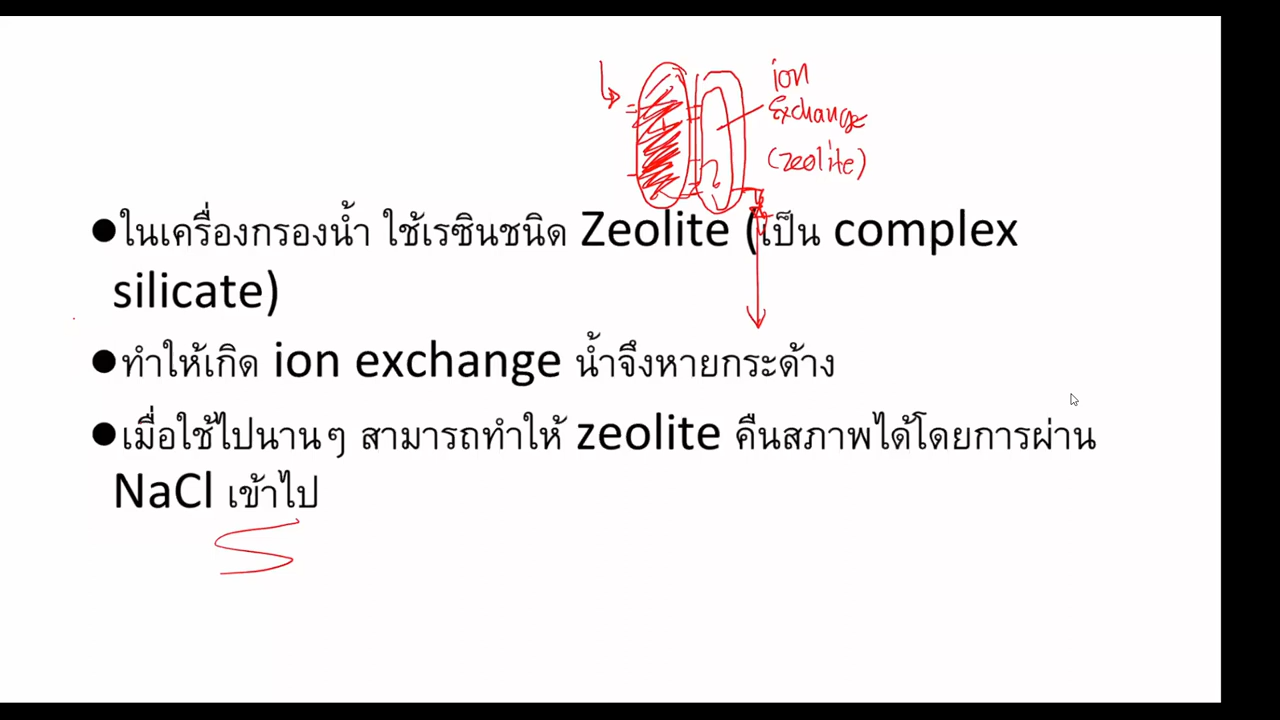 ion
Exchange
(zeolite)
●ในเครื่องกรองน้ำ ใช้เรซินชนิด Zeolite (เป็น complex
silicate)
●ทำให้เกิด ion exchange น้ำจึงหายกระด้าง
●เมื่อใช้ไปนานๆ สามารถทำให้ zeolite คืนสภาพได้โดยการผ่าน
NaCl เข้าไป